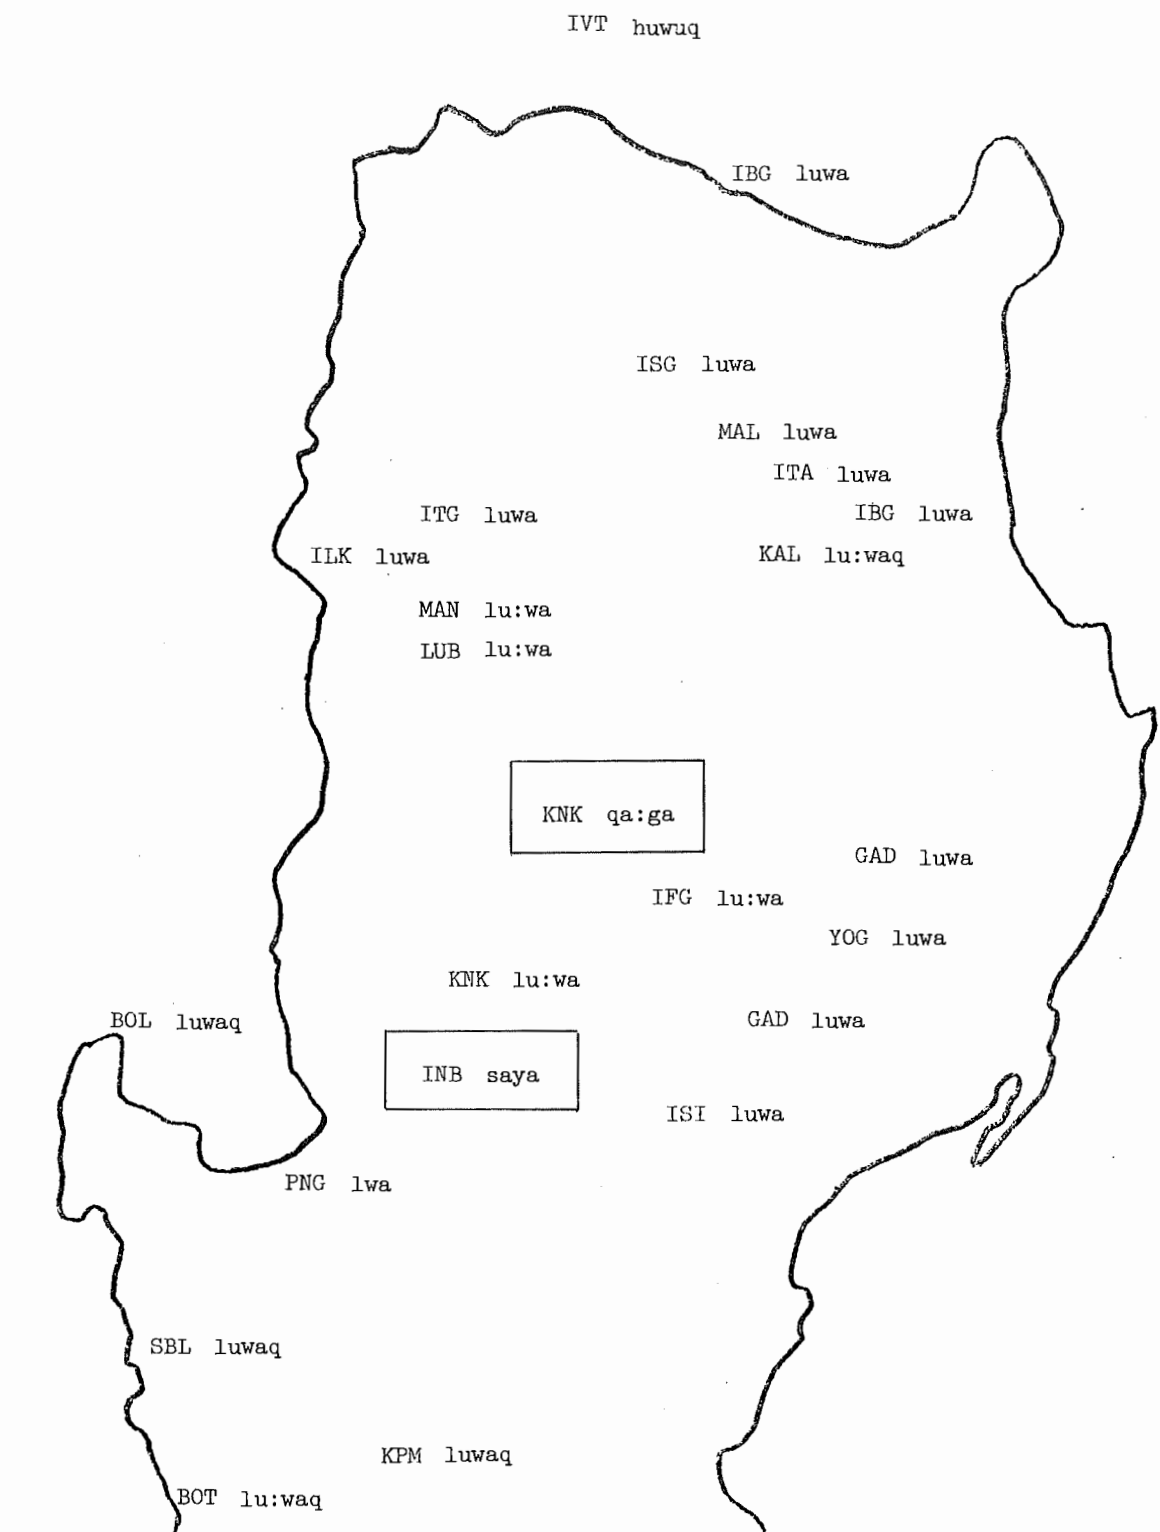 IVT huwuq
IBG luwa
ISG luwa
MAL luwa
ITA luwa
ITG luwa
IBG luwa
ILK luwa
KAL lu:waq
MAN lu:wa
LUB lu:wa
KNK qa:ga
GAD luwa
IFG lu:wa
YOG luwa
KNK lu:wa
BOL luwaq
GAD luwa
INB saya
ISI luwa
PNG lwa
SBL luwaq
KPM luwaq
BOT lu:waq